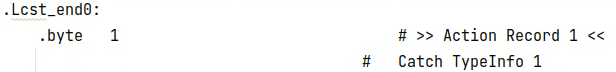 .Lcst_end0:
.byte 1 # >> Action Record 1 <<
# Catch TypeInfo 1